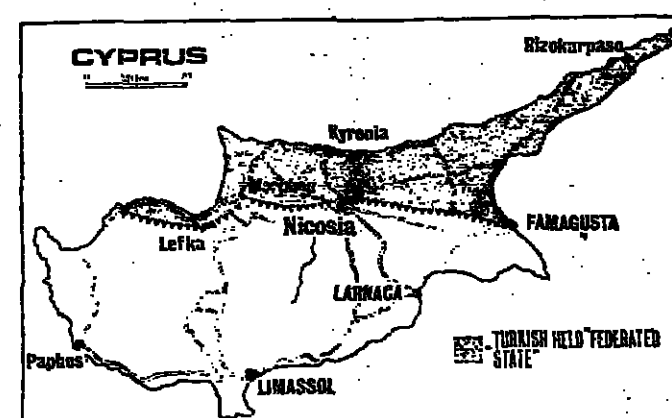 CYPRUS
Rizokarpaso
Kyrenia
Nicosia
Lefka
FAMAGUSTA
LARNACA
Paphos
LIMASSOL
TURKISH HELD "FEDERATED
STATE"